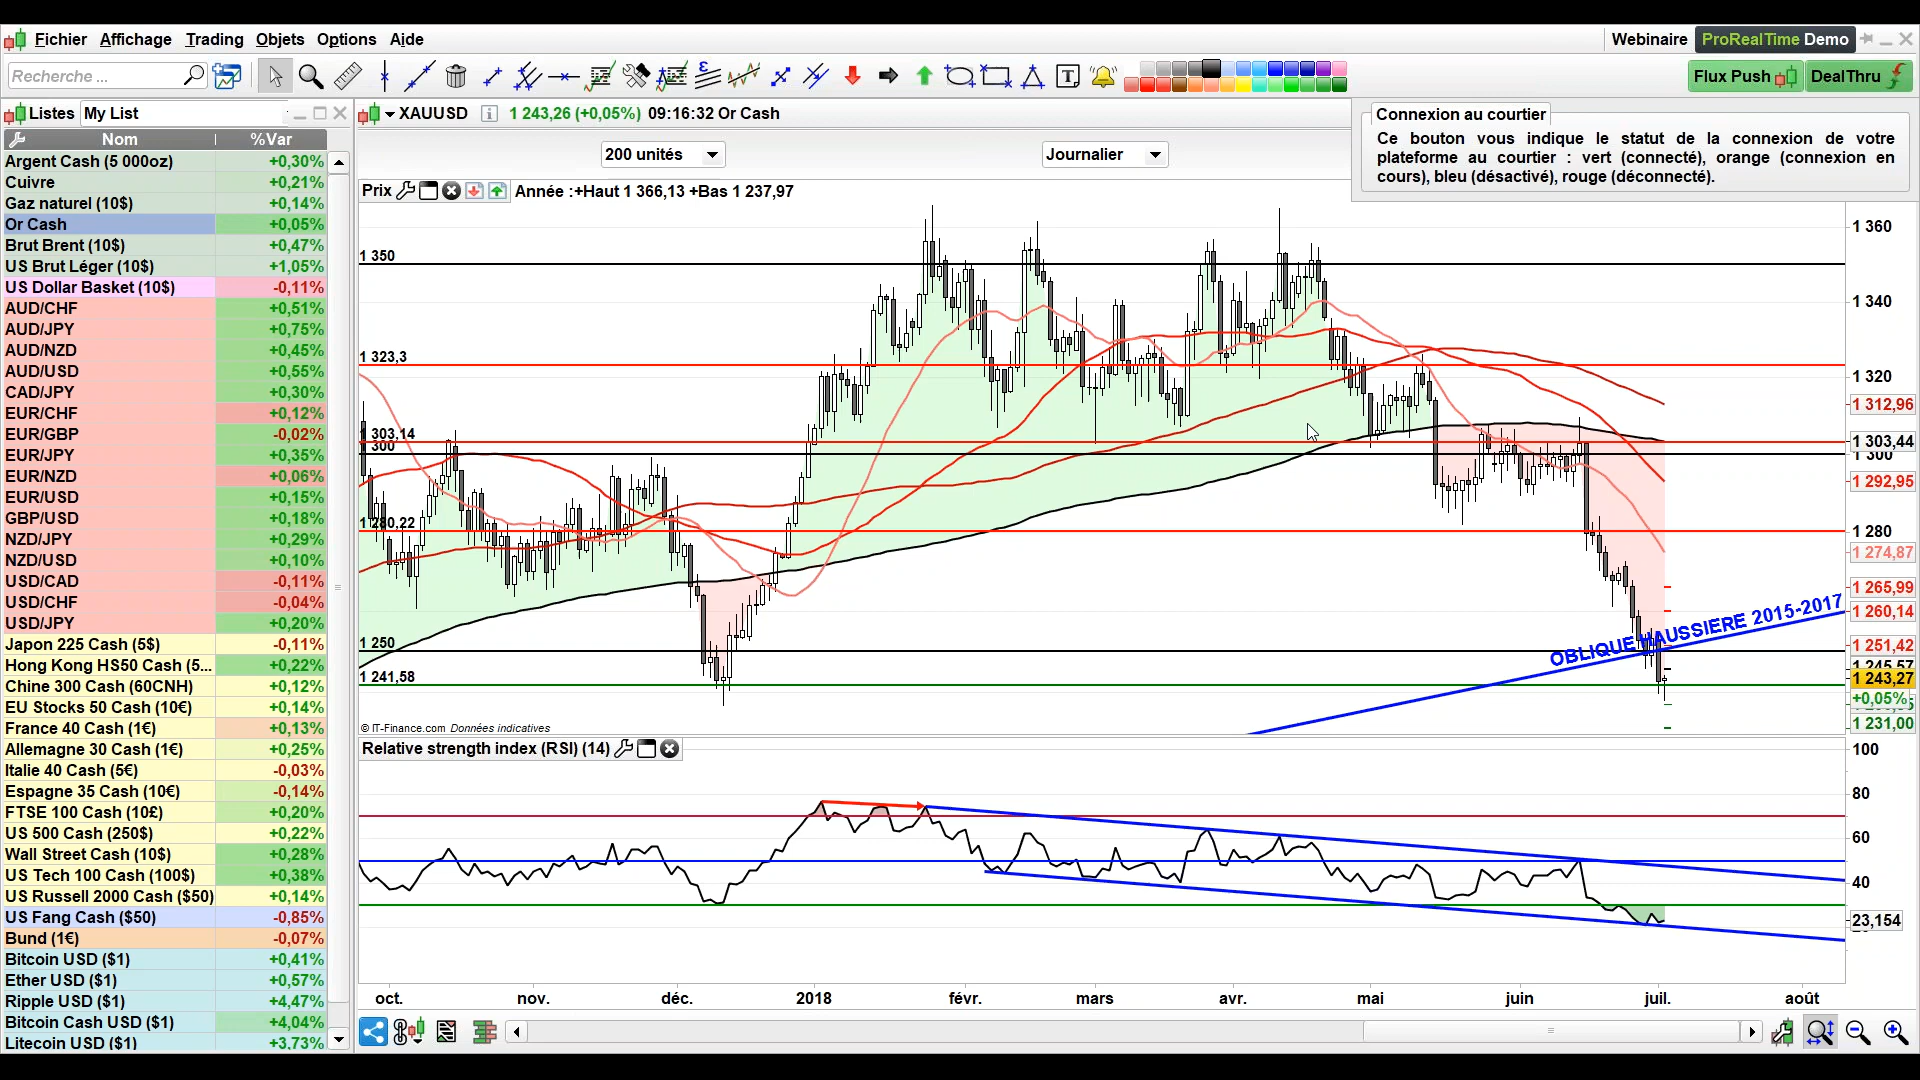 Fichier Affichage Trading Objets Options Aide
Webinaire ProRealTime Demo
Recherche ...
Flux Push DealThru
Listes My List
Nom %Var
Argent Cash (5 000oz) +0,30%
Cuivre +0,21%
Gaz naturel (10$) +0,14%
Or Cash +0,05%
Brut Brent (10$) +0,47%
US Brut Léger (10$) +1,05%
US Dollar Basket (10$) -0,11%
AUD/CHF +0,51%
AUD/JPY +0,75%
AUD/NZD +0,45%
AUD/USD +0,55%
CAD/JPY +0,30%
EUR/CHF +0,12%
EUR/GBP -0,02%
EUR/JPY +0,35%
EUR/NZD +0,06%
EUR/USD +0,15%
GBP/USD +0,18%
NZD/JPY +0,29%
NZD/USD +0,10%
USD/CAD -0,11%
USD/CHF -0,04%
USD/JPY +0,20%
Japon 225 Cash (5$) -0,11%
Hong Kong HS50 Cash (5... +0,22%
Chine 300 Cash (60CNH) +0,12%
EU Stocks 50 Cash (10€) +0,14%
France 40 Cash (1€) +0,13%
Allemagne 30 Cash (1€) +0,25%
Italie 40 Cash (5€) -0,03%
Espagne 35 Cash (10€) -0,14%
FTSE 100 Cash (10£) +0,20%
US 500 Cash (250$) +0,22%
Wall Street Cash (10$) +0,28%
US Tech 100 Cash (100$) +0,38%
US Russell 2000 Cash ($50) +0,14%
US Fang Cash ($50) -0,85%
Bund (1€) -0,07%
Bitcoin USD ($1) +0,41%
Ether USD ($1) +0,57%
Ripple USD ($1) +4,47%
Bitcoin Cash USD ($1) +4,04%
Litecoin USD ($1) +3,73%
XAUUSD 1 243,26 (+0,05%) 09:16:32 Or Cash
Connexion au courtier
Ce bouton vous indique le statut de la connexion de votre
plateforme au courtier : vert (connecté), orange (connexion en
cours), bleu (désactivé), rouge (déconnecté).
200 unités Journalier
Prix Année :+Haut 1 366,13 +Bas 1 237,97
1 350
1 323,3
1 303,14
1 300
1 280,22
1 250
1 241,58
OBLIQUE HAUSSIERE 2015-2017
1 360
1 340
1 320
1 312,96
1 303,44
1 300
1 292,95
1 280
1 274,87
1 265,99
1 260,14
1 251,42
1 245,57
1 243,27
+0,05%
1 231,00
© IT-Finance.com Données indicatives
Relative strength index (RSI) (14)
100
80
60
40
23,154
oct. nov. déc. 2018 févr. mars avr. mai juin juil. août